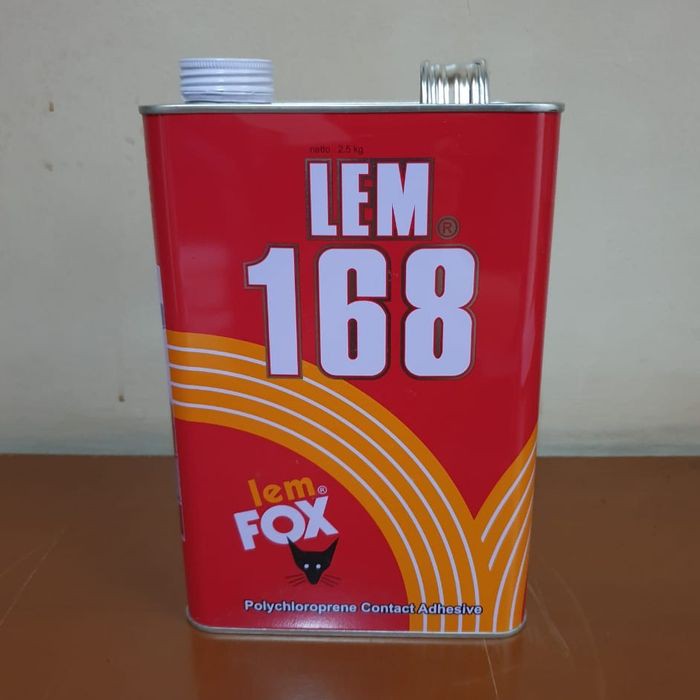 netto : 2.5 kg
LEM ®
168
lem ®
FOX
Polychloroprene Contact Adhesive